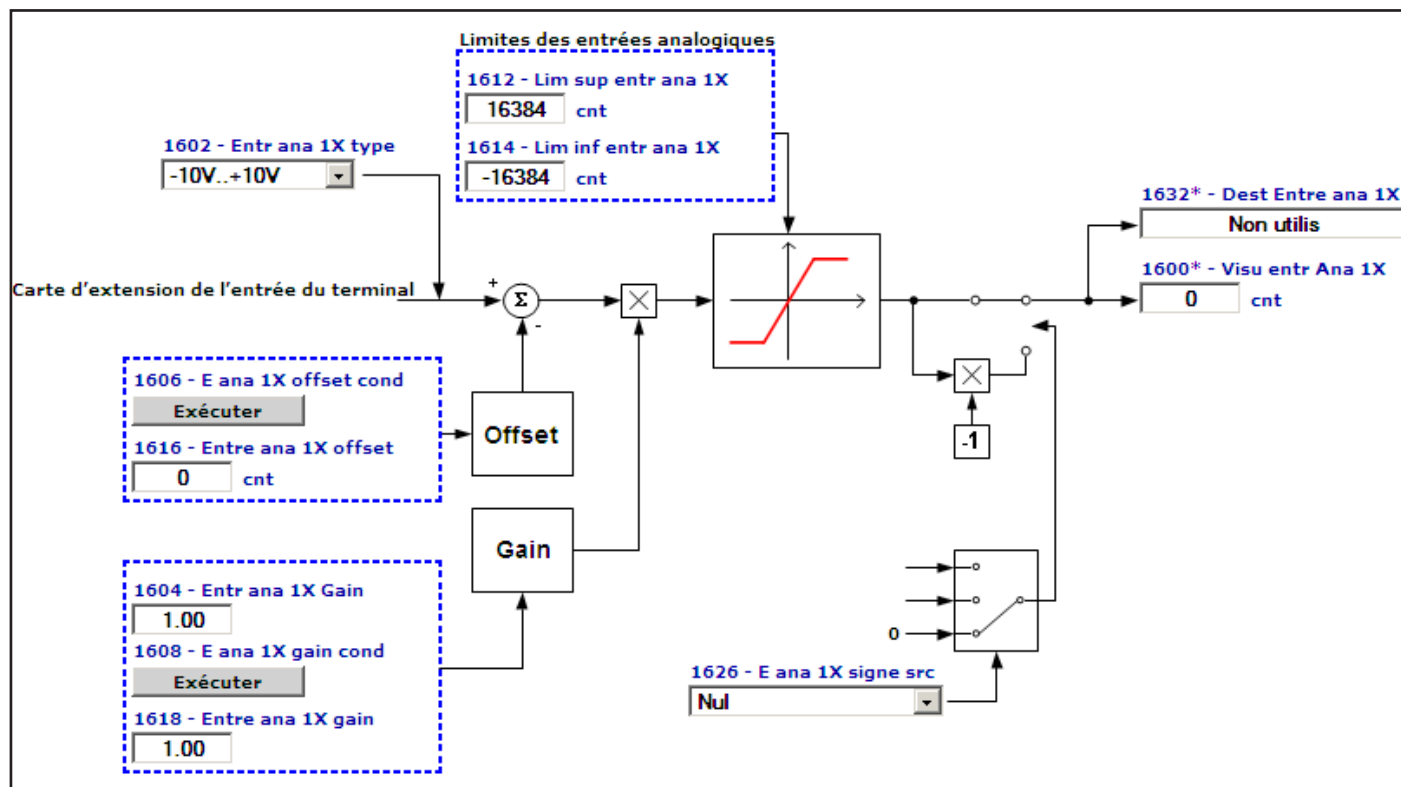 Limites des entrées analogiques
1612 - Lim sup entr ana 1X
16384 cnt
1614 - Lim inf entr ana 1X
-16384 cnt
1602 - Entr ana 1X type
-10V..+10V
1632* - Dest Entre ana 1X
Non utilis
1600* - Visu entr Ana 1X
0 cnt
Carte d'extension de l'entrée du terminal
+
Σ
-
1606 - E ana 1X offset cond
Exécuter
1616 - Entre ana 1X offset
0 cnt
Offset
-1
Gain
1604 - Entr ana 1X Gain
1.00
1608 - E ana 1X gain cond
Exécuter
1618 - Entre ana 1X gain
1.00
0
1626 - E ana 1X signe src
Nul